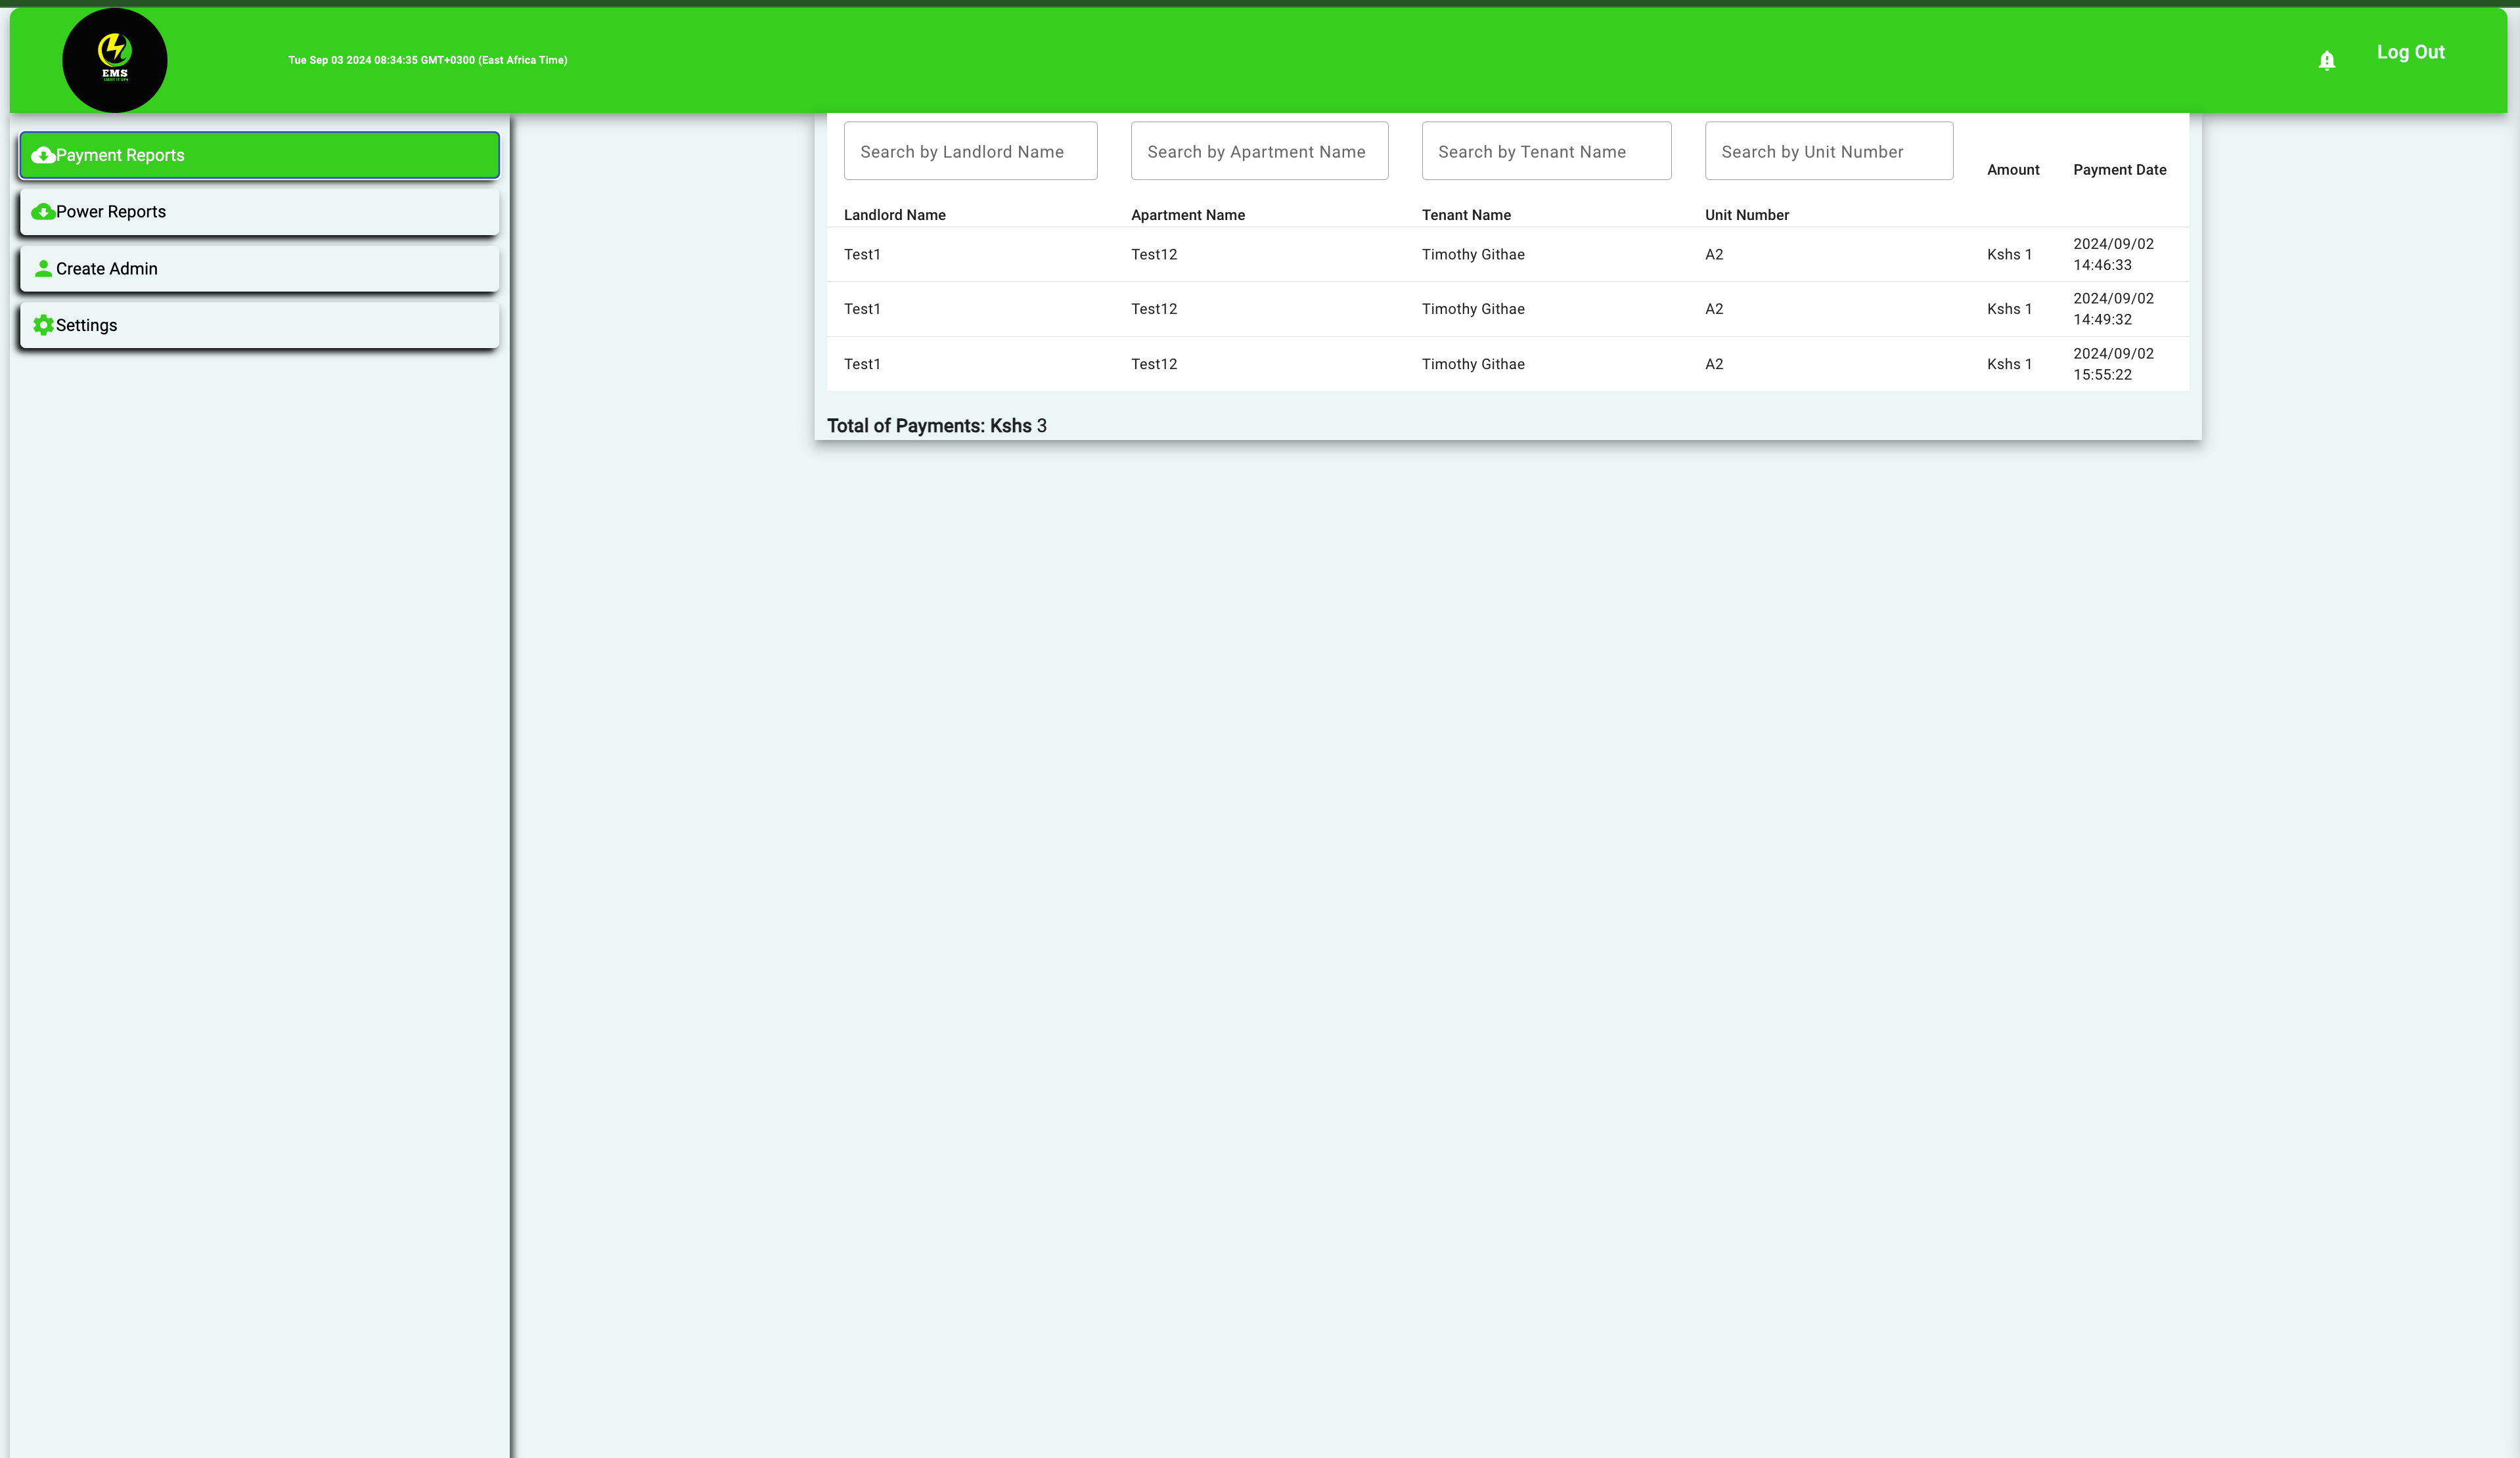 EMS
LIGHT IT UP⚡
Tue Sep 03 2024 08:34:35 GMT+0300 (East Africa Time)
Log Out
Payment Reports
Power Reports
Create Admin
Settings
Search by Landlord Name Search by Apartment Name Search by Tenant Name Search by Unit Number
Amount Payment Date
Landlord Name Apartment Name Tenant Name Unit Number
Test1 Test12 Timothy Githae A2 Kshs 1 2024/09/02
14:46:33
Test1 Test12 Timothy Githae A2 Kshs 1 2024/09/02
14:49:32
Test1 Test12 Timothy Githae A2 Kshs 1 2024/09/02
15:55:22
Total of Payments: Kshs 3